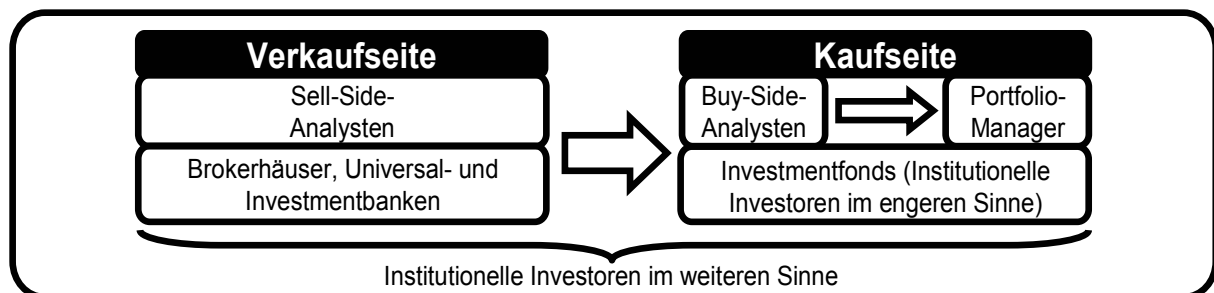 Verkaufseite
Sell-Side-
Analysten
Brokerhäuser, Universal- und
Investmentbanken
Kaufseite
Buy-Side-
Analysten
Portfolio-
Manager
Investmentfonds (Institutionelle
Investoren im engeren Sinne)
Institutionelle Investoren im weiteren Sinne